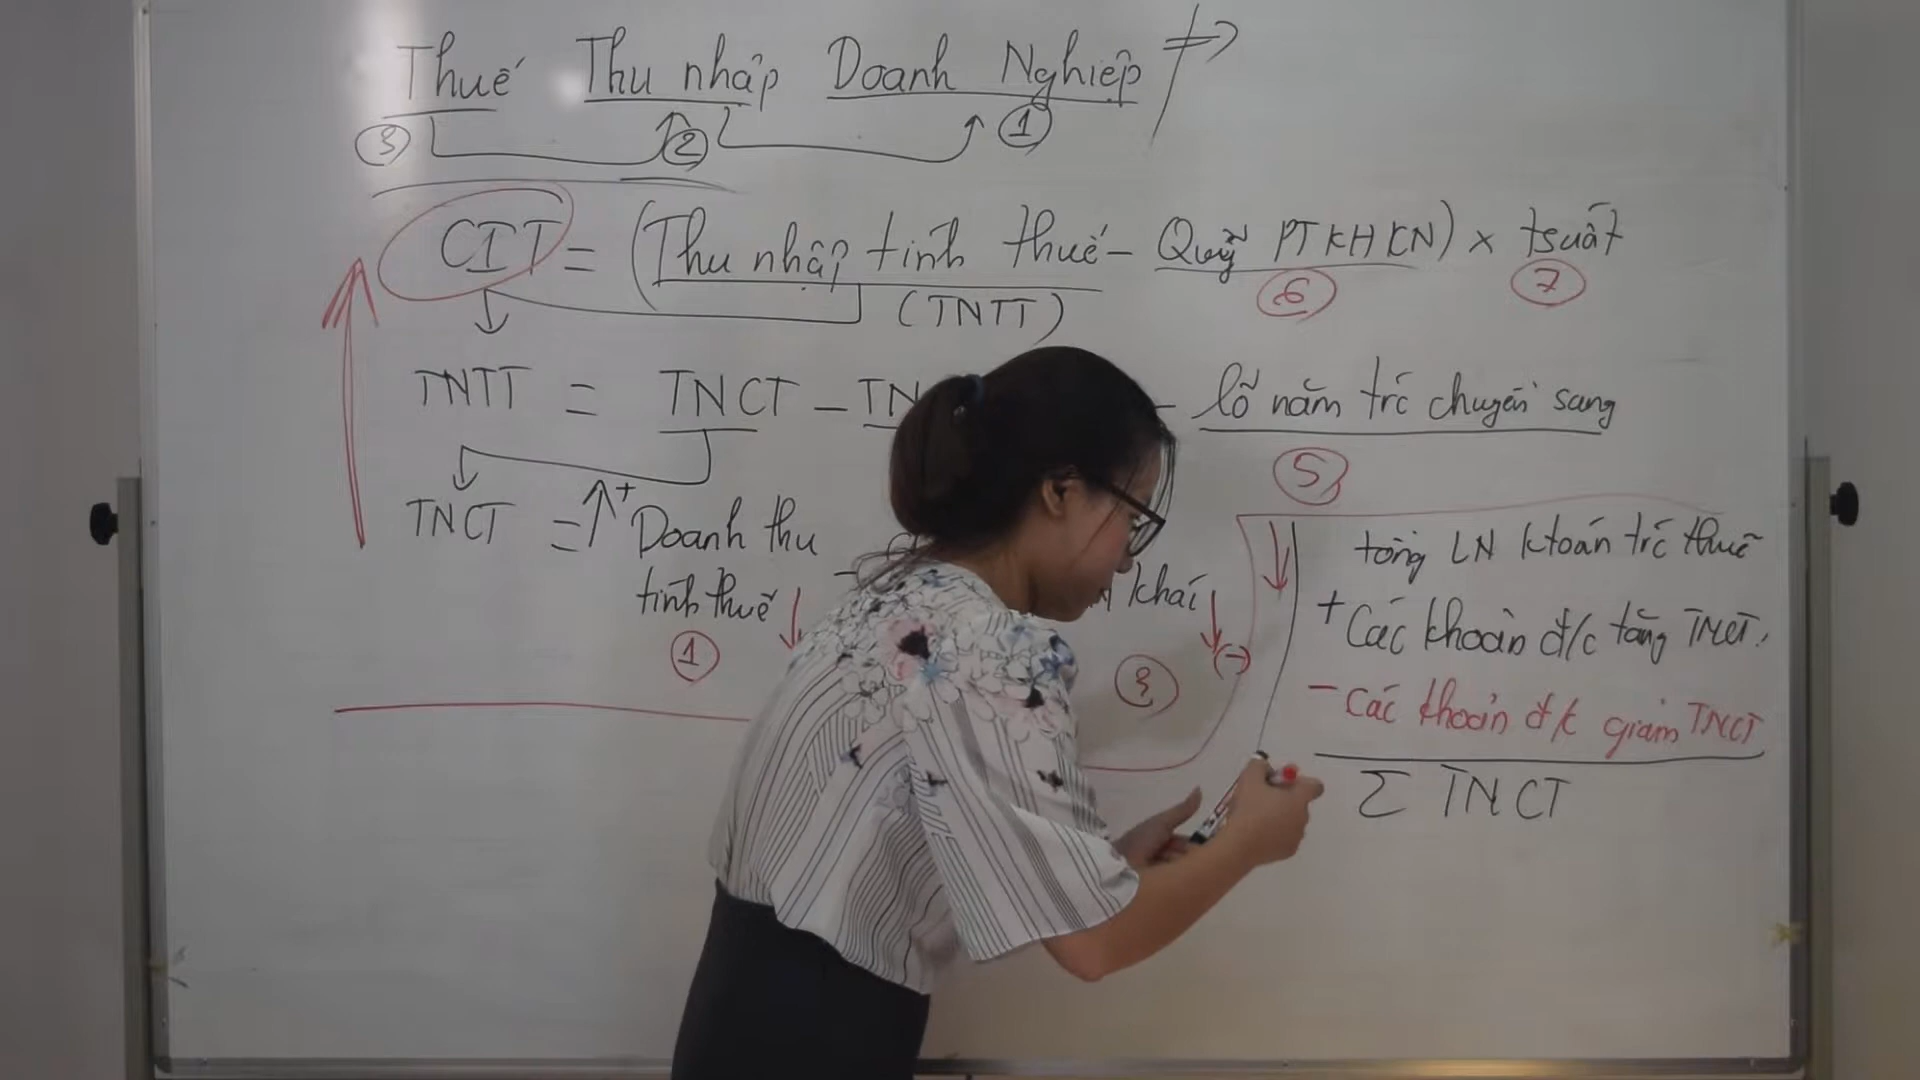 Thuế Thu nhập Doanh Nghiệp
3 2 1
CIT = (Thu nhập tính thuế - Quỹ PTKHCN) x tsuất
(TNTT) 6 7
TNTT = TNCT - TN - lỗ năm trc chuyển sang
5
TNCT = + Doanh thu
tính thuế - khác
1 3 (-)
tổng LN ktoán trc thuế
+ Các khoản đ/c tăng TNCT.
- Các khoản đ/c giảm TNCT
Σ TNCT